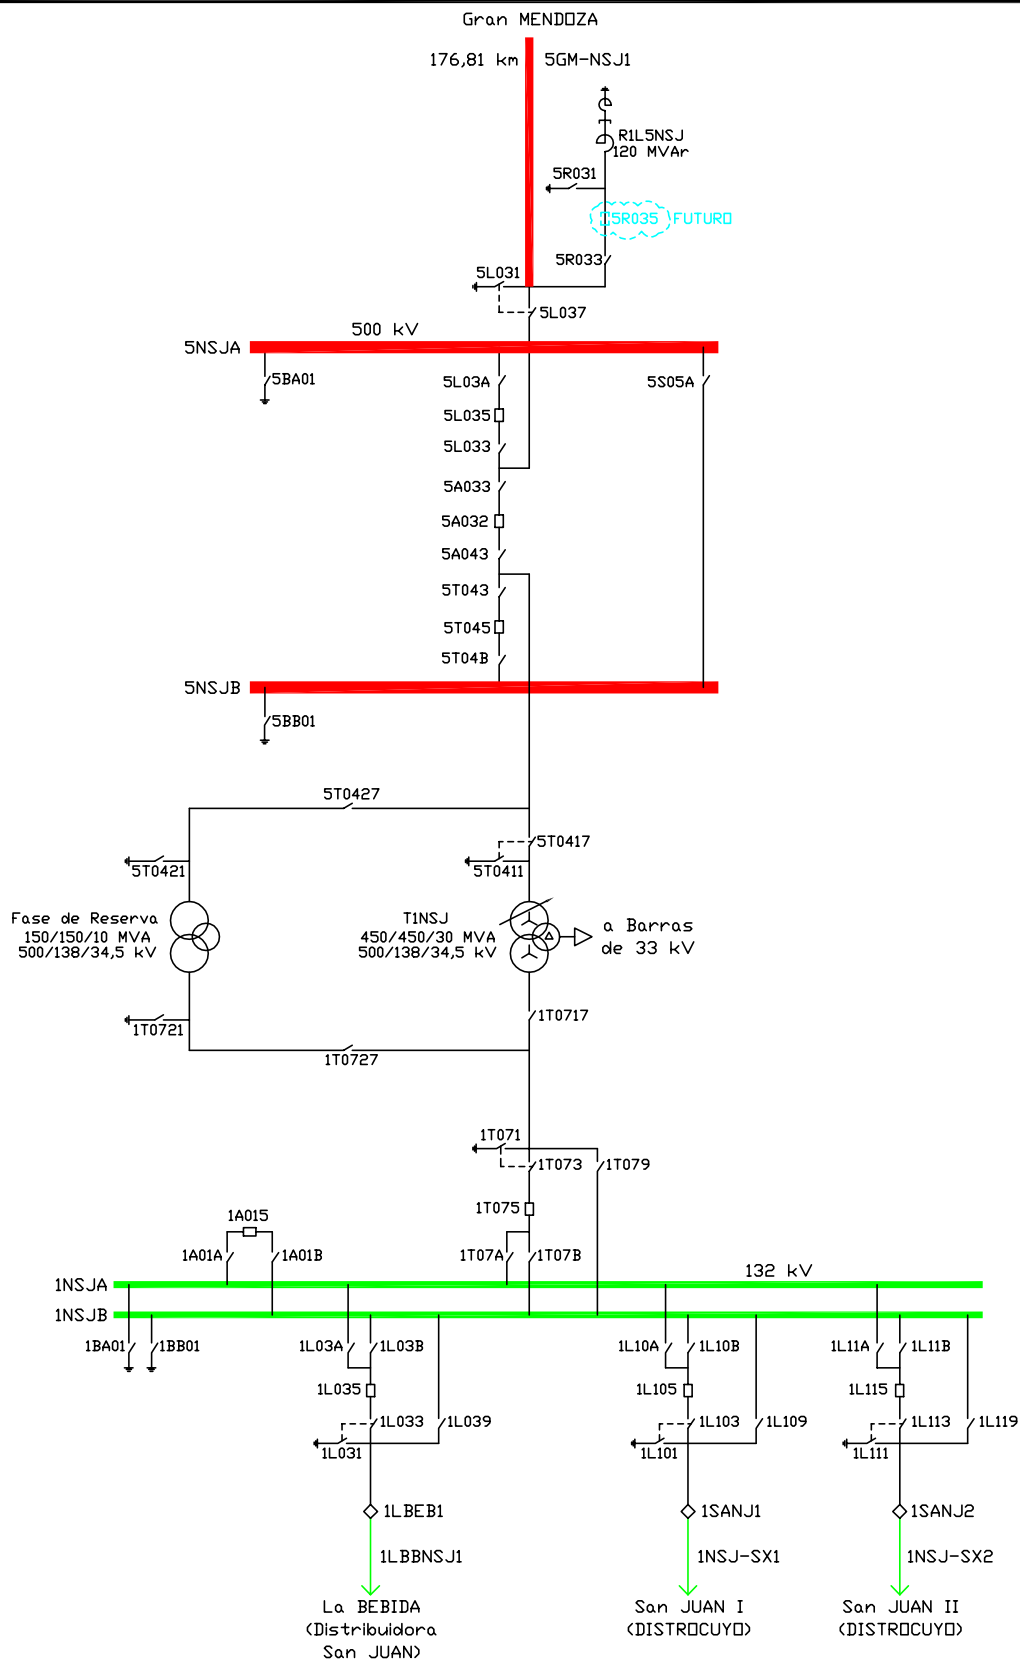 Gran MENDOZA
176,81 km
5GM-NSJ1
R1L5NSJ
120 MVAr
5R031
5R035
FUTURO
5R033
5L031
5L037
500 kV
5NSJA
5BA01
5L03A
5S05A
5L035
5L033
5A033
5A032
5A043
5T043
5T045
5T04B
5NSJB
5BB01
5T0427
5T0417
5T0421
5T0411
Fase de Reserva
150/150/10 MVA
500/138/34,5 kV
T1NSJ
450/450/30 MVA
500/138/34,5 kV
a Barras
de 33 kV
1T0717
1T0721
1T0727
1T071
1T073
1T079
1T075
1A015
1A01A
1A01B
1T07A
1T07B
132 kV
1NSJA
1NSJB
1BA01
1BB01
1L03A
1L03B
1L10A
1L10B
1L11A
1L11B
1L035
1L105
1L115
1L033
1L039
1L103
1L109
1L113
1L119
1L031
1L101
1L111
1LBEB1
1SANJ1
1SANJ2
1LBBNSJ1
1NSJ-SX1
1NSJ-SX2
La BEBIDA
(Distribuidora
San JUAN)
San JUAN I
(DISTROCUYO)
San JUAN II
(DISTROCUYO)